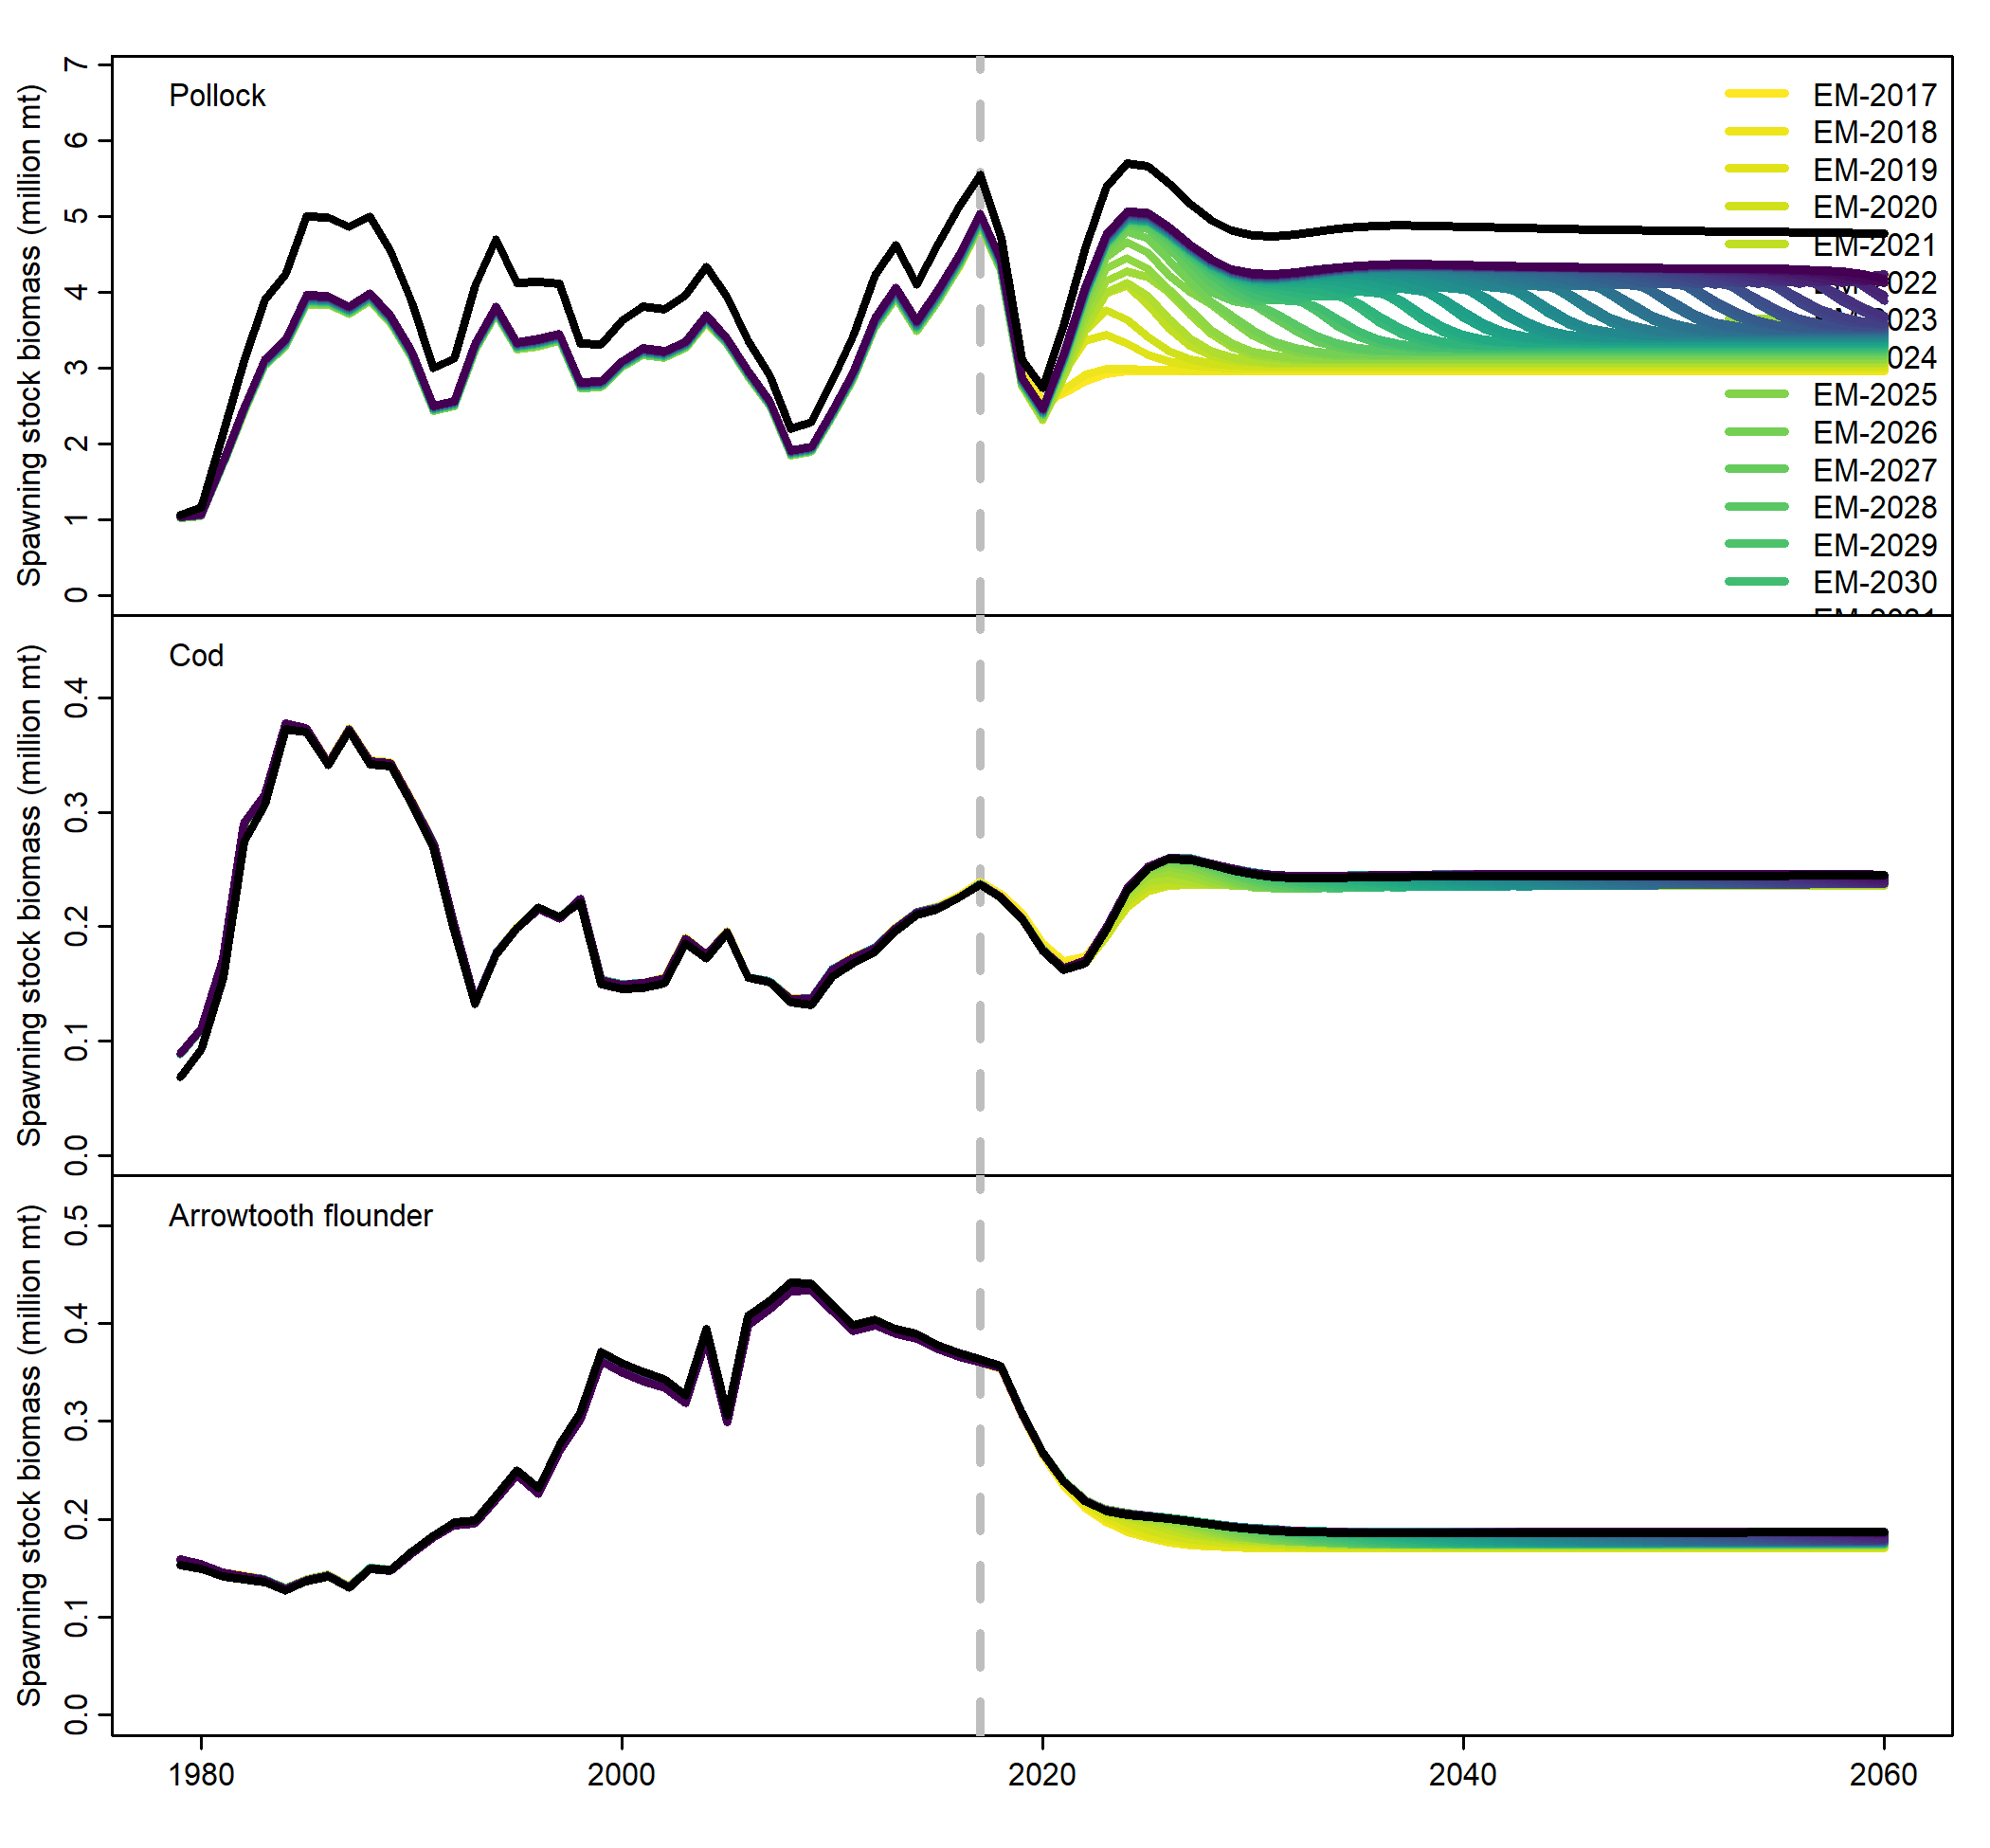 Pollock
Spawning stock biomass (million mt)
7
6
5
4
3
2
1
0
EM-2017
EM-2018
EM-2019
EM-2020
EM-2021
EM-2022
023
024
EM-2025
EM-2026
EM-2027
EM-2028
EM-2029
EM-2030
Cod
Spawning stock biomass (million mt)
0.4
0.3
0.2
0.1
0.0
Arrowtooth flounder
Spawning stock biomass (million mt)
0.5
0.4
0.3
0.2
0.1
0.0
1980 2000 2020 2040 2060